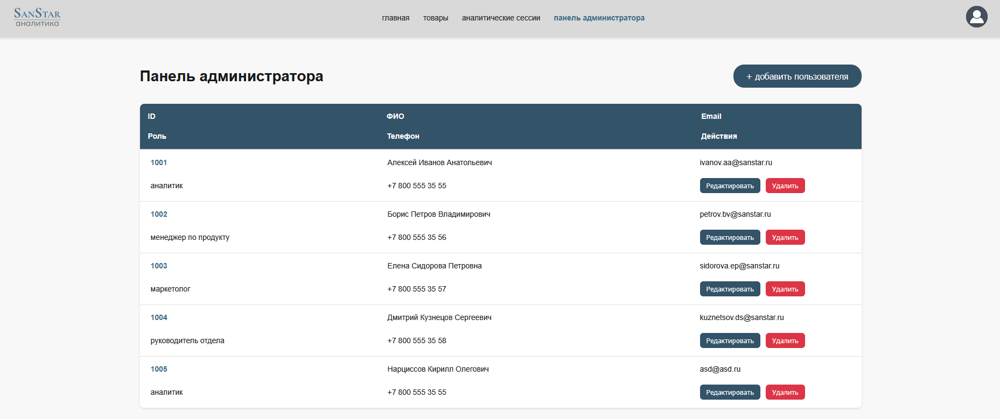 SanStar
аналитика
главная товары аналитические сессии панель администратора
Панель администратора
+ добавить пользователя
ID ФИО Email
Роль Телефон Действия
1001 Алексей Иванов Анатольевич ivanov.aa@sanstar.ru
аналитик +7 800 555 35 55 Редактировать Удалить
1002 Борис Петров Владимирович petrov.bv@sanstar.ru
менеджер по продукту +7 800 555 35 56 Редактировать Удалить
1003 Елена Сидорова Петровна sidorova.ep@sanstar.ru
маркетолог +7 800 555 35 57 Редактировать Удалить
1004 Дмитрий Кузнецов Сергеевич kuznetsov.ds@sanstar.ru
руководитель отдела +7 800 555 35 58 Редактировать Удалить
1005 Нарциссов Кирилл Олегович asd@asd.ru
аналитик +7 800 555 35 55 Редактировать Удалить